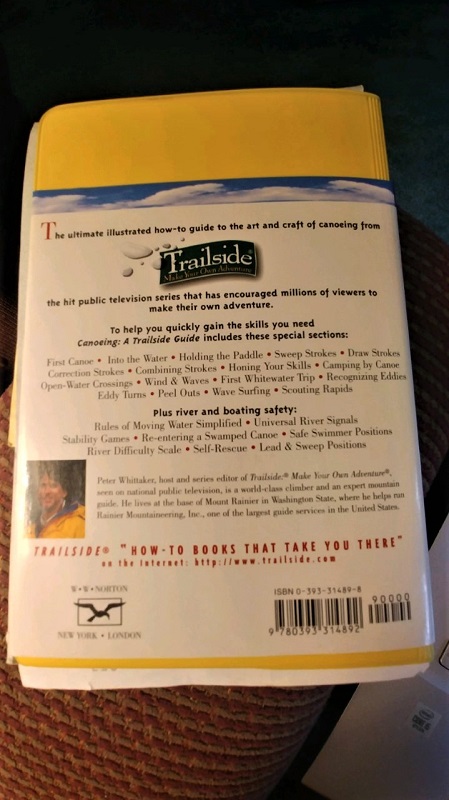 The ultimate illustrated how-to guide to the art and craft of canoeing from
Trailside®
Make Your Own Adventure
the hit public television series that has encouraged millions of viewers to
make their own adventure.
To help you quickly gain the skills you need
Canoeing: A Trailside Guide includes these special sections:
First Canoe • Into the Water • Holding the Paddle • Sweep Strokes • Draw Strokes
Correction Strokes • Combining Strokes • Honing Your Skills • Camping by Canoe
Open-Water Crossings • Wind & Waves • First Whitewater Trip • Recognizing Eddies
Eddy Turns • Peel Outs • Wave Surfing • Scouting Rapids
Plus river and boating safety:
Rules of Moving Water Simplified • Universal River Signals
Stability Games • Re-entering a Swamped Canoe • Safe Swimmer Positions
River Difficulty Scale • Self-Rescue • Lead & Sweep Positions
Peter Whittaker, host and series editor of Trailside:® Make Your Own Adventure®,
seen on national public television, is a world-class climber and an expert mountain
guide. He lives at the base of Mount Rainier in Washington State, where he helps run
Rainier Mountaineering, Inc., one of the largest guide services in the United States.
TRAILSIDE® "HOW-TO BOOKS THAT TAKE YOU THERE"
on the Internet: http://www.trailside.com
W•W•NORTON
NEW YORK • LONDON
ISBN 0-393-31489-8
90000
9 780393 314892